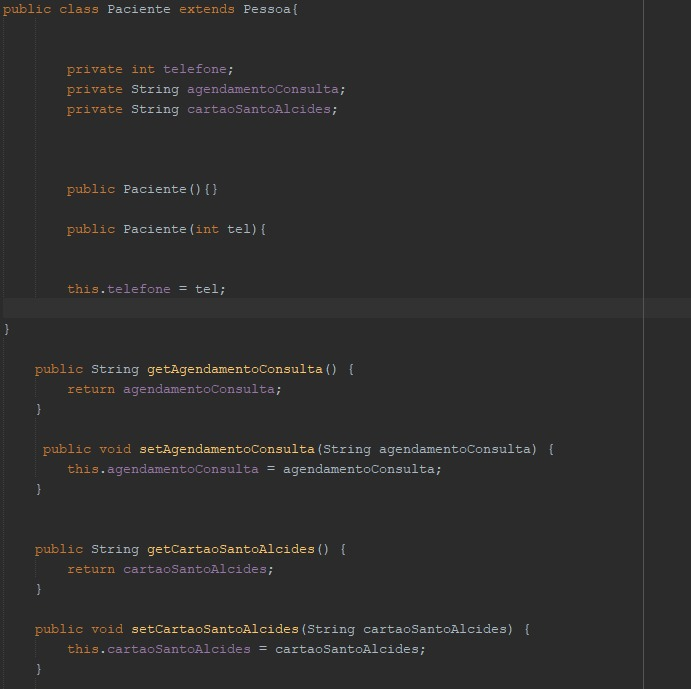 public class Paciente extends Pessoa{
private int telefone;
private String agendamentoConsulta;
private String cartaoSantoAlcides;
public Paciente(){}
public Paciente(int tel){
this.telefone = tel;
}
public String getAgendamentoConsulta() {
return agendamentoConsulta;
}
public void setAgendamentoConsulta(String agendamentoConsulta) {
this.agendamentoConsulta = agendamentoConsulta;
}
public String getCartaoSantoAlcides() {
return cartaoSantoAlcides;
}
public void setCartaoSantoAlcides(String cartaoSantoAlcides) {
this.cartaoSantoAlcides = cartaoSantoAlcides;
}